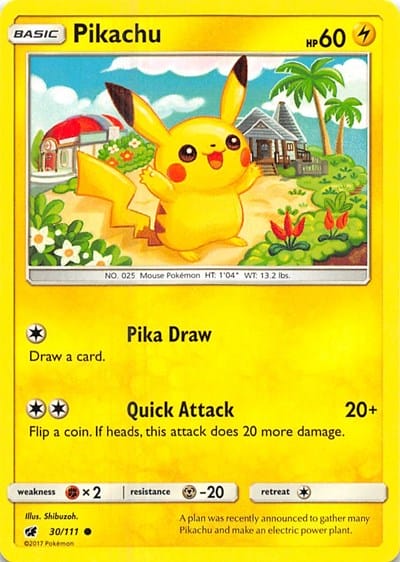 BASIC Pikachu HP60
NO. 025 Mouse Pokémon HT: 1'04" WT: 13.2 lbs.
Pika Draw
Draw a card.
Quick Attack 20+
Flip a coin. If heads, this attack does 20 more damage.
weakness ×2 resistance -20 retreat
Illus. Shibuzoh.
30/111
©2017 Pokémon
A plan was recently announced to gather many
Pikachu and make an electric power plant.